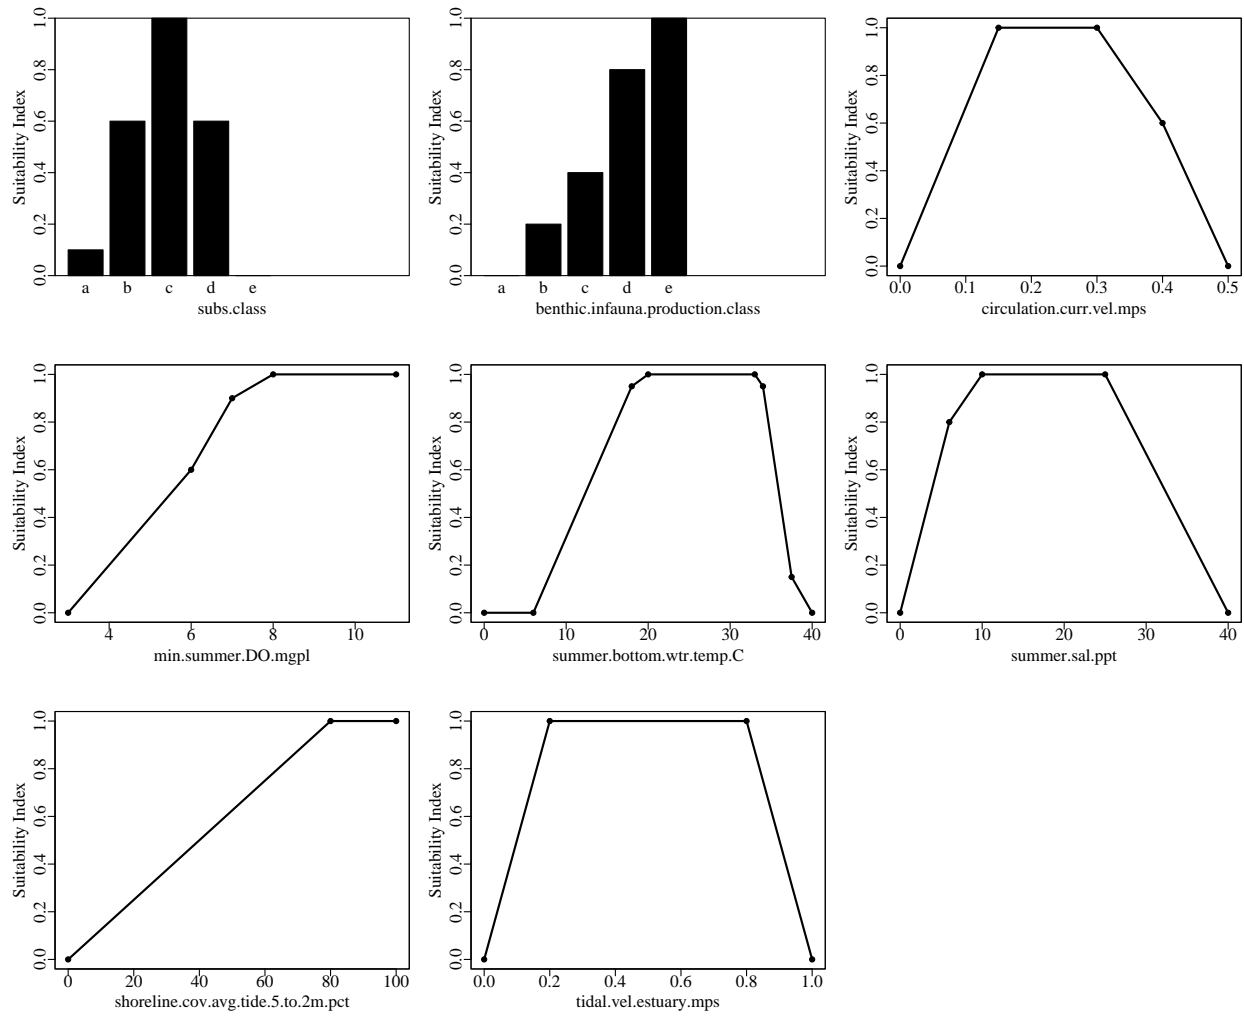 Suitability Index
0.0 0.2 0.4 0.6 0.8 1.0
a b c d e
subs.class
Suitability Index
0.0 0.2 0.4 0.6 0.8 1.0
a b c d e
benthic.infauna.production.class
Suitability Index
0.0 0.2 0.4 0.6 0.8 1.0
0.0 0.1 0.2 0.3 0.4 0.5
circulation.curr.vel.mps
Suitability Index
0.0 0.2 0.4 0.6 0.8 1.0
4 6 8 10
min.summer.DO.mgpl
Suitability Index
0.0 0.2 0.4 0.6 0.8 1.0
0 10 20 30 40
summer.bottom.wtr.temp.C
Suitability Index
0.0 0.2 0.4 0.6 0.8 1.0
0 10 20 30 40
summer.sal.ppt
Suitability Index
0.0 0.2 0.4 0.6 0.8 1.0
0 20 40 60 80 100
shoreline.cov.avg.tide.5.to.2m.pct
Suitability Index
0.0 0.2 0.4 0.6 0.8 1.0
0.0 0.2 0.4 0.6 0.8 1.0
tidal.vel.estuary.mps